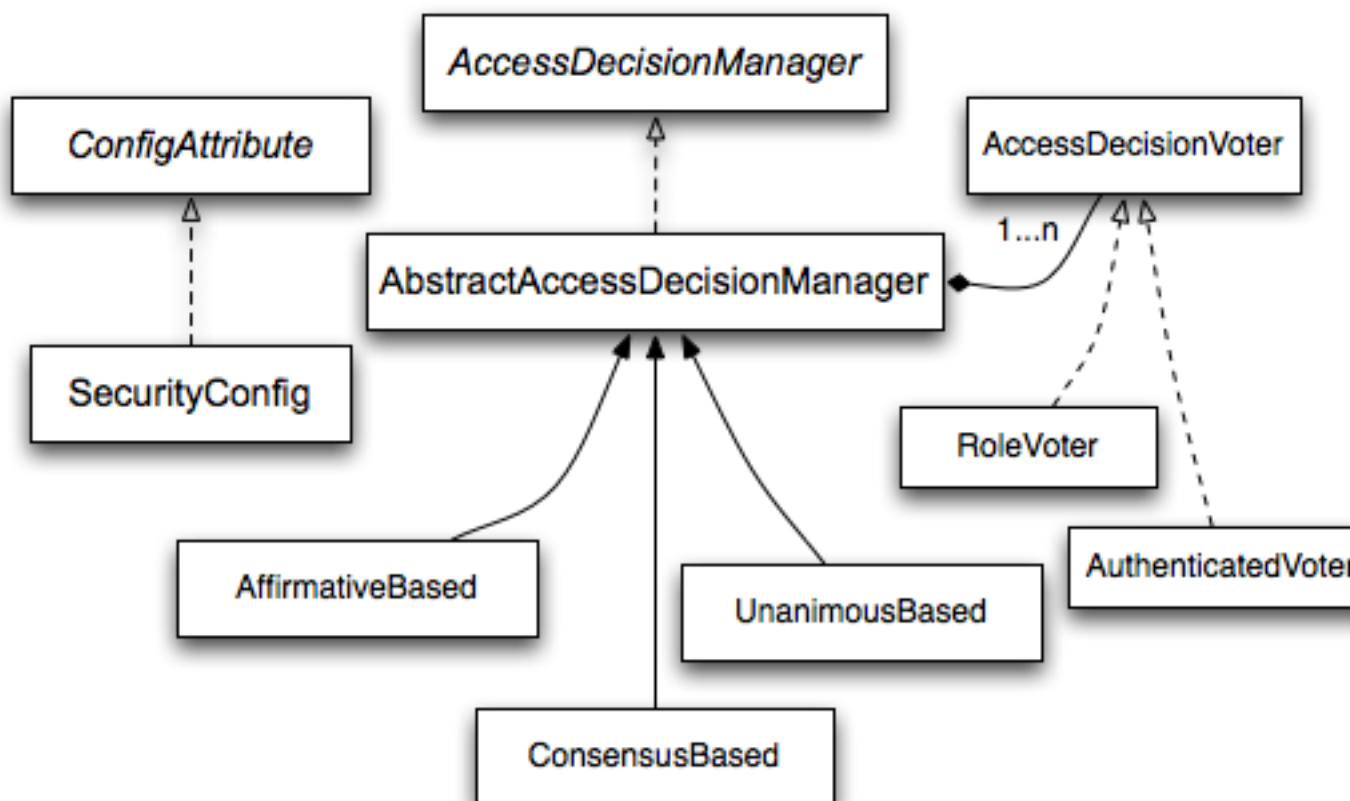 AccessDecisionManager
ConfigAttribute
AccessDecisionVoter
1...n
AbstractAccessDecisionManager
SecurityConfig
RoleVoter
AuthenticatedVoter
AffirmativeBased
UnanimousBased
ConsensusBased